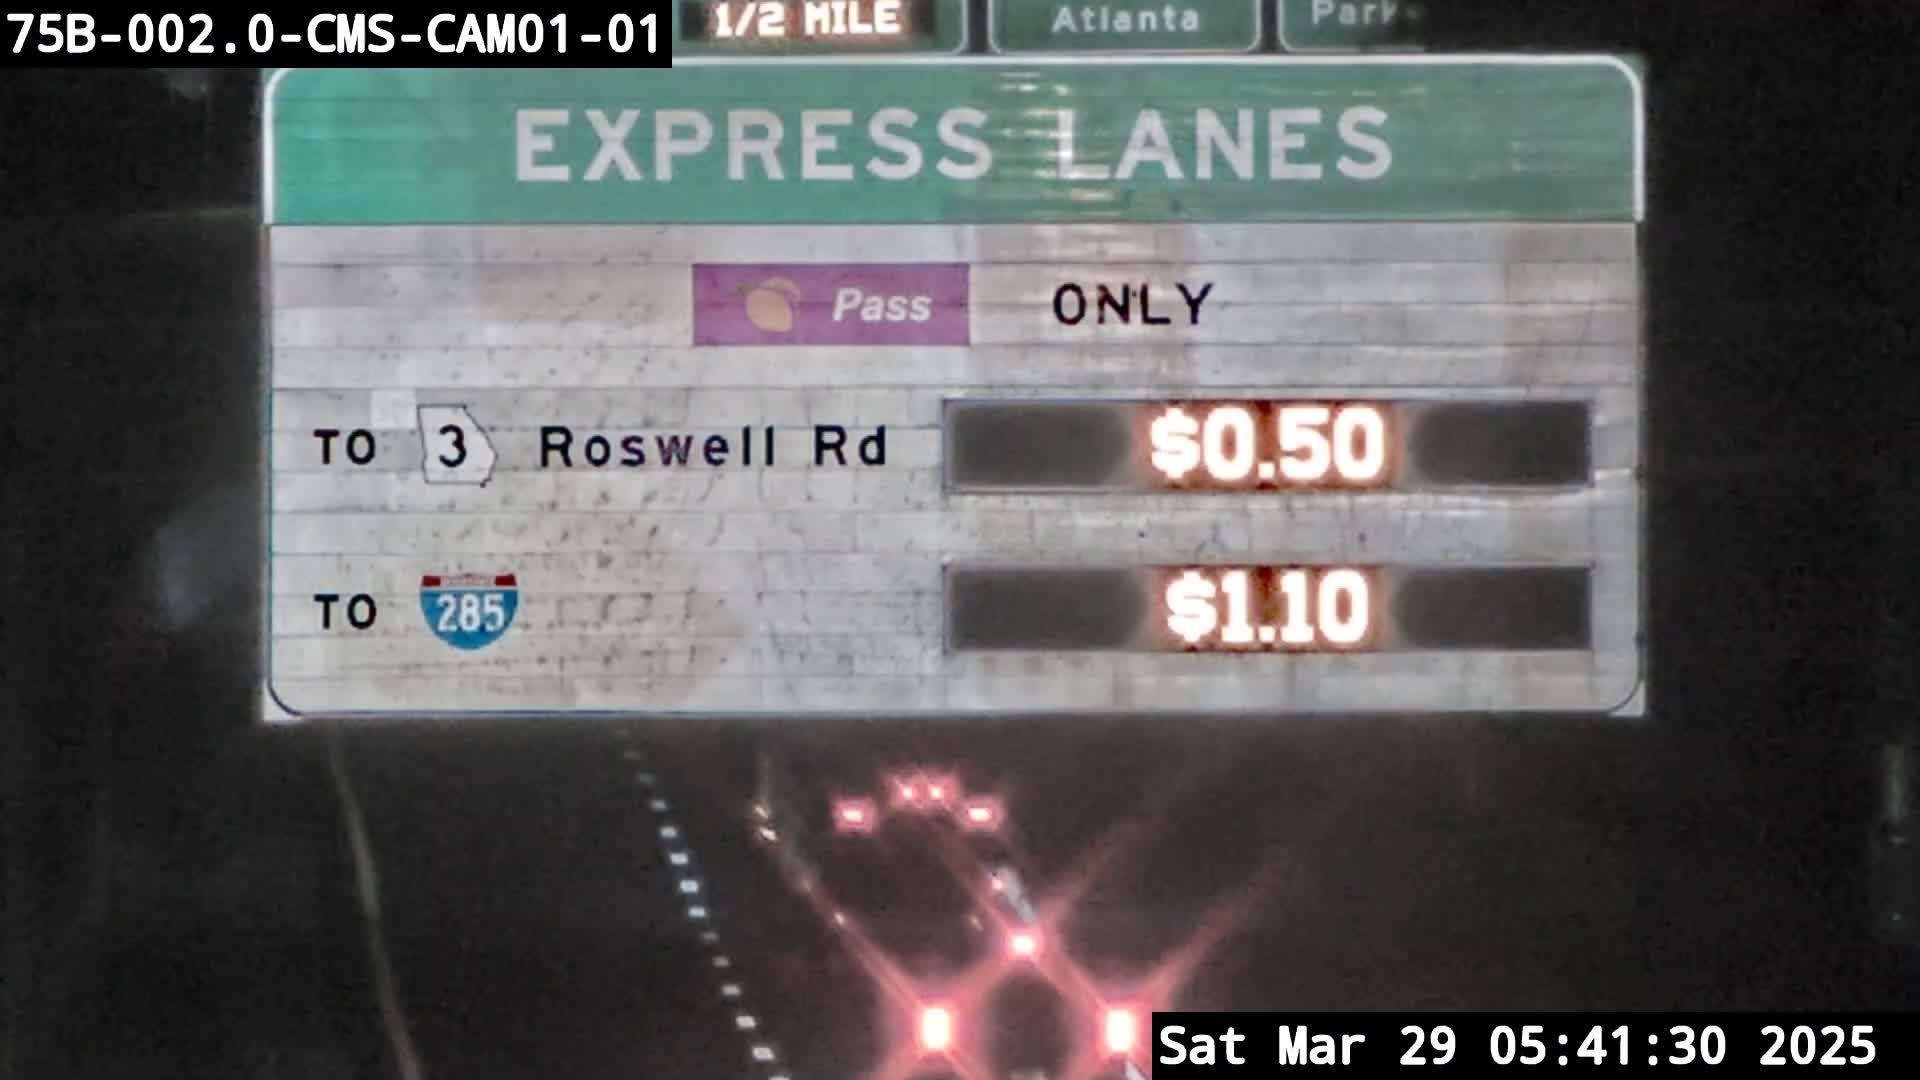 75B-002.0-CMS-CAM01-01
1/2 MILE
Atlanta
EXPRESS LANES
Pass ONLY
TO 3 Roswell Rd $0.50
TO 285 $1.10
Sat Mar 29 05:41:30 2025